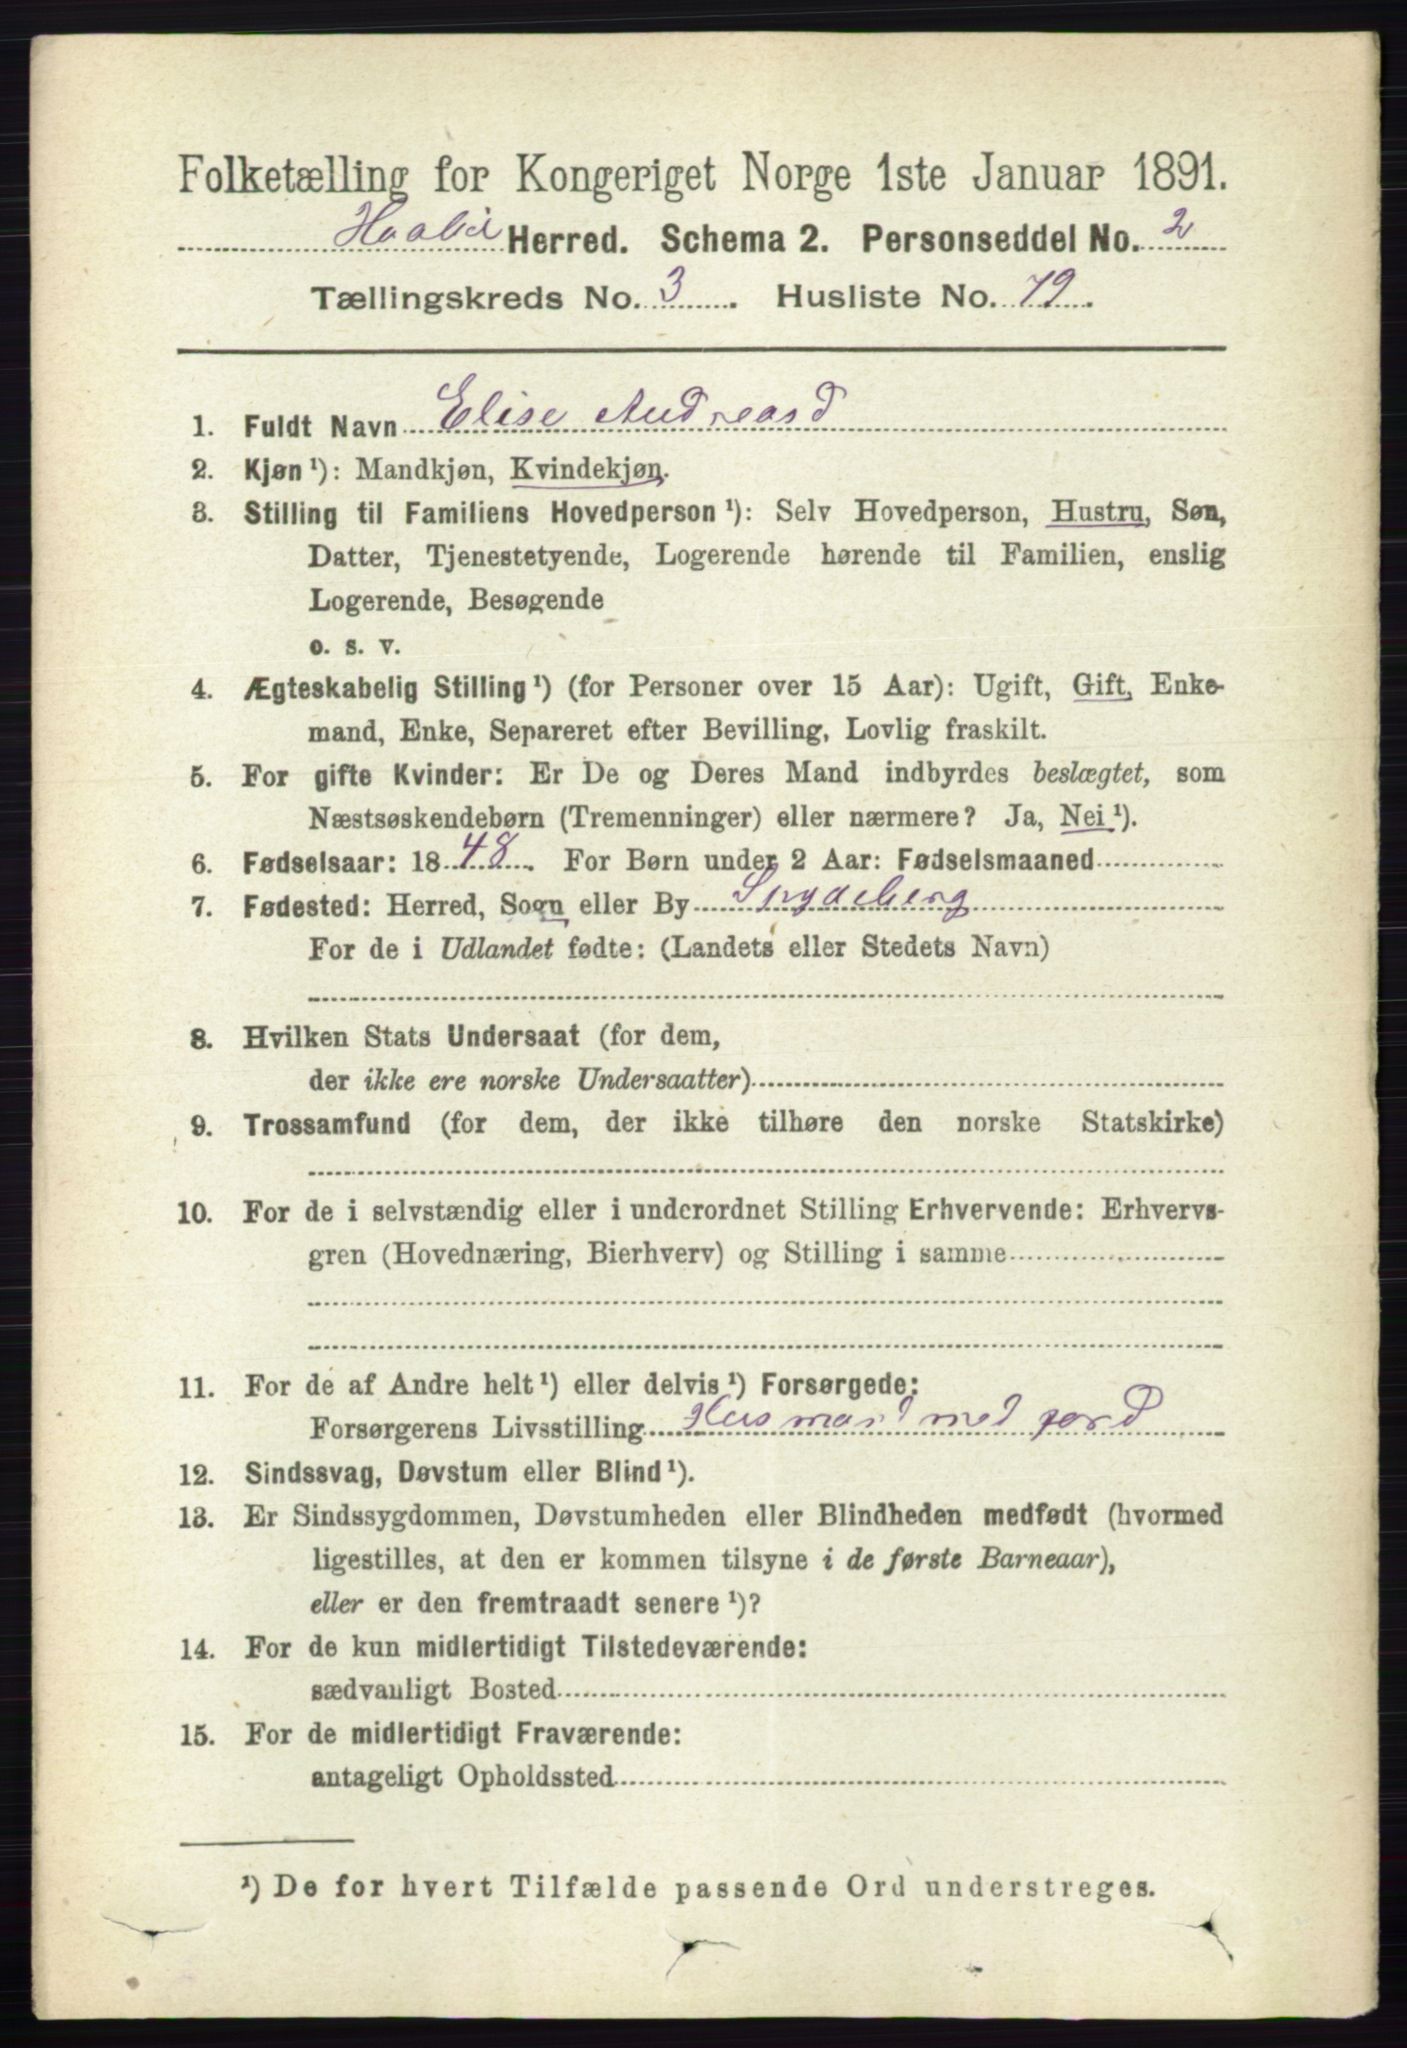 Folketælling for Kongeriget Norge 1ste Januar 1891.
Haabøl Herred. Schema 2. Personseddel No. 2
Tællingskreds No. 3. Husliste No. 79.
1. Fuldt Navn Elise Andreasd
2. Kjøn ¹): Mandkjøn, Kvindekjøn.
3. Stilling til Familiens Hovedperson ¹): Selv Hovedperson, Hustru, Søn,
Datter, Tjenestetyende, Logerende hørende til Familien, enslig
Logerende, Besøgende
o. s. v.
4. Ægteskabelig Stilling ¹) (for Personer over 15 Aar): Ugift, Gift, Enke-
mand, Enke, Separeret efter Bevilling, Lovlig fraskilt.
5. For gifte Kvinder: Er De og Deres Mand indbyrdes beslægtet, som
Næstsøskendebørn (Tremenninger) eller nærmere? Ja, Nei ¹).
6. Fødselsaar: 1848. For Børn under 2 Aar: Fødselsmaaned
7. Fødested: Herred, Sogn eller By Spydeberg
For de i Udlandet fødte: (Landets eller Stedets Navn)
8. Hvilken Stats Undersaat (for dem,
der ikke ere norske Undersaatter)
9. Trossamfund (for dem, der ikke tilhøre den norske Statskirke)
10. For de i selvstændig eller i underordnet Stilling Erhvervende: Erhvervs-
gren (Hovednæring, Bierhverv) og Stilling i samme
11. For de af Andre helt ¹) eller delvis ¹) Forsørgede:
Forsørgerens Livsstilling Husmand med jord
12. Sindssvag, Døvstum eller Blind ¹).
13. Er Sindssygdommen, Døvstumheden eller Blindheden medfødt (hvormed
ligestilles, at den er kommen tilsyne i de første Barneaar),
eller er den fremtraadt senere ¹)?
14. For de kun midlertidigt Tilstedeværende:
sædvanligt Bosted
15. For de midlertidigt Fraværende:
antageligt Opholdssted
¹) De for hvert Tilfælde passende Ord understreges.